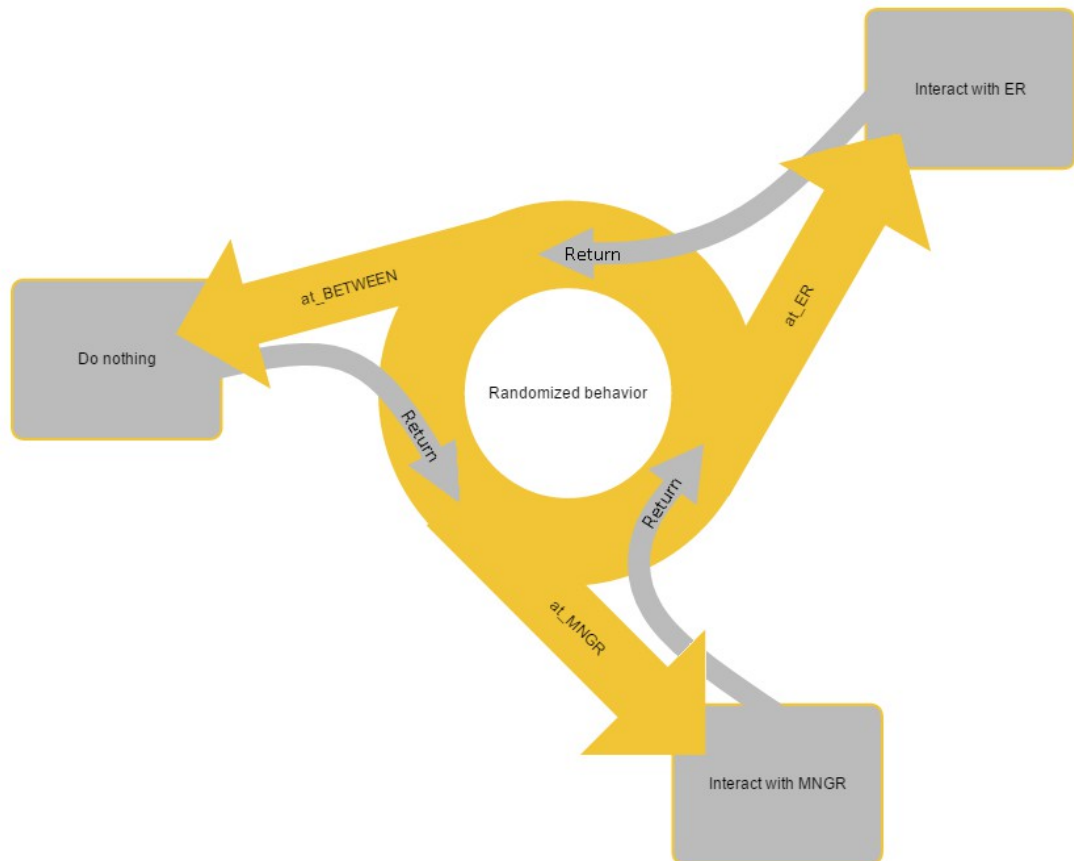 Interact with ER
Return
at_BETWEEN
at_ER
Do nothing
Randomized behavior
Return
Return
at_MNGR
Interact with MNGR